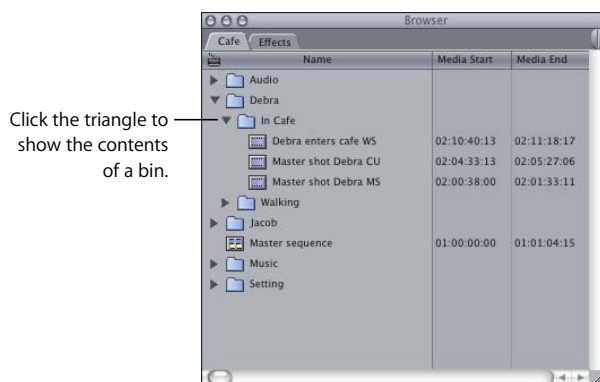 Browser
Cafe Effects
Name Media Start Media End
Audio
Debra
Click the triangle to
show the contents
of a bin.
In Cafe
Debra enters cafe WS 02:10:40:13 02:11:18:17
Master shot Debra CU 02:04:33:13 02:05:27:06
Master shot Debra MS 02:00:38:00 02:01:33:11
Walking
Jacob
Master sequence 01:00:00:00 01:01:04:15
Music
Setting